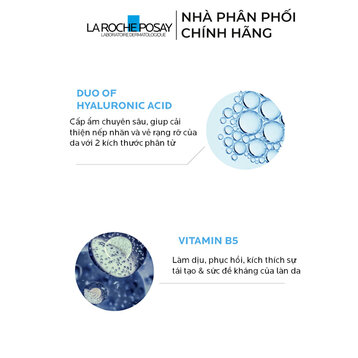 LA ROCHE POSAY
LABORATOIRE DERMATOLOGIQUE
NHÀ PHÂN PHỐI
CHÍNH HÃNG
DUO OF
HYALURONIC ACID
Cấp ẩm chuyên sâu, giup cải
thiện nếp nhăn và vẻ rạng rỡ của
da với 2 kích thước phân tử
VITAMIN B5
Làm dịu, phục hồi, kích thích sự
tái tạo & sức đề kháng của làn da